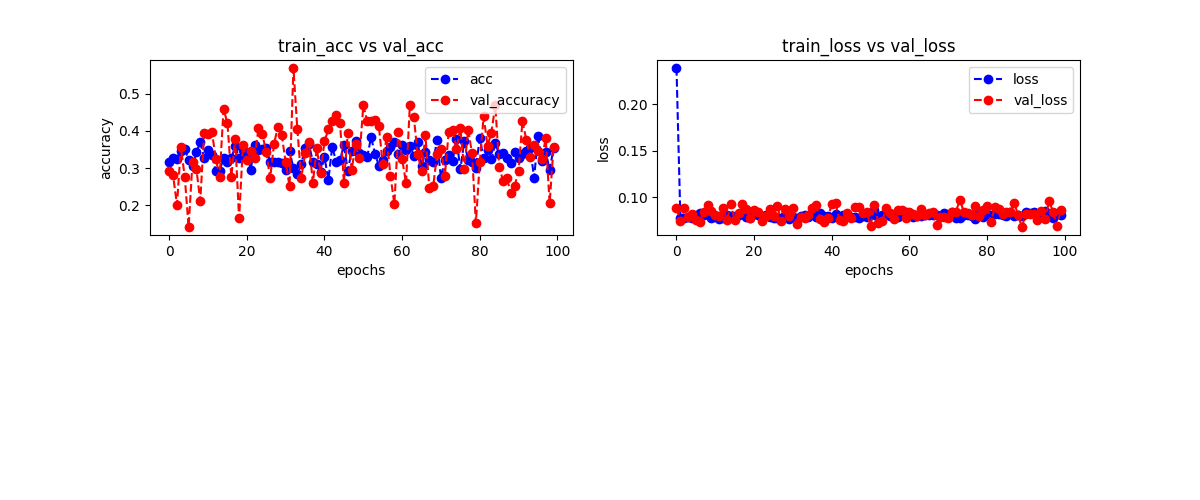 train_acc vs val_acc
accuracy
0.5
0.4
0.3
0.2
acc
val_accuracy
0
20
40
60
80
100
epochs
train_loss vs val_loss
loss
0.20
0.15
0.10
loss
val_loss
0
20
40
60
80
100
epochs